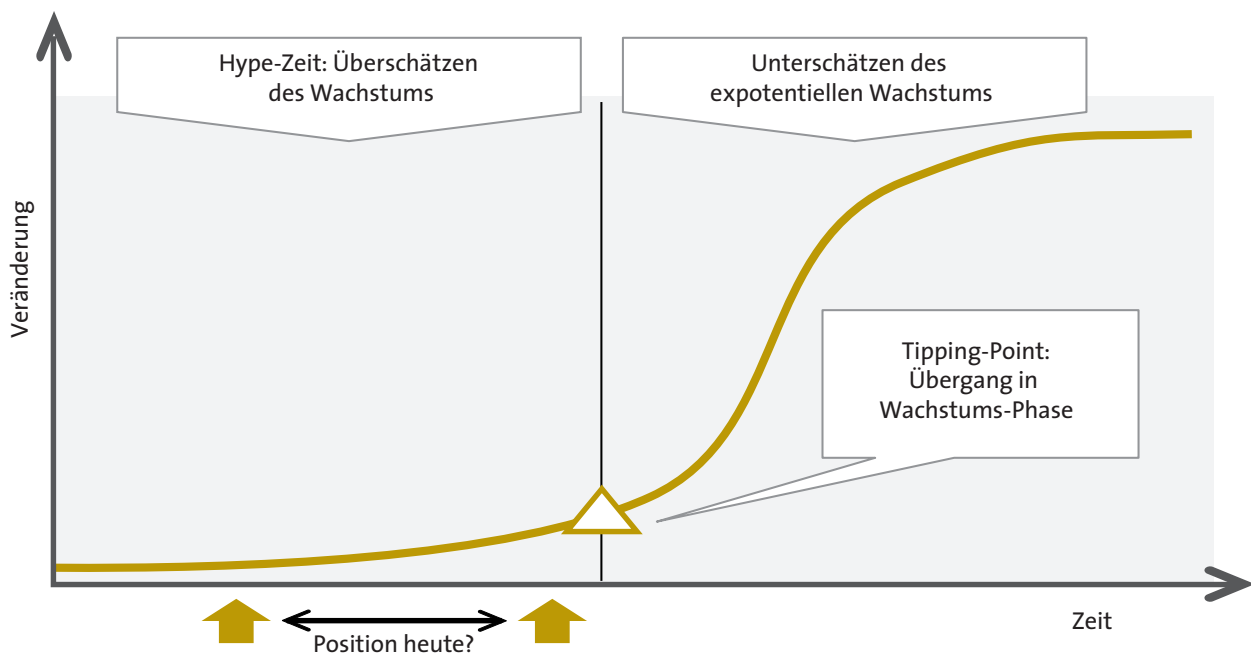 Hype-Zeit: Überschätzen
des Wachstums
Unterschätzen des
expotentiellen Wachstums
Veränderung
Tipping-Point:
Übergang in
Wachstums-Phase
Position heute?
Zeit